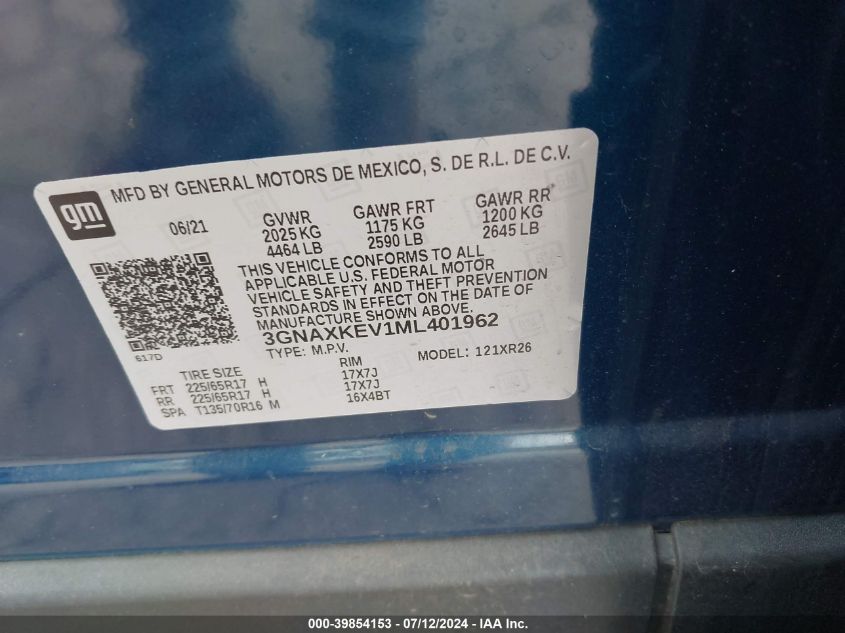 gm
MFD BY GENERAL MOTORS DE MEXICO, S. DE R.L. DE C.V.
06/21 GVWR GAWR FRT GAWR RR
2025 KG 1175 KG 1200 KG
4464 LB 2590 LB 2645 LB
THIS VEHICLE CONFORMS TO ALL
APPLICABLE U.S. FEDERAL MOTOR
VEHICLE SAFETY AND THEFT PREVENTION
STANDARDS IN EFFECT ON THE DATE OF
MANUFACTURE SHOWN ABOVE.
3GNAXKEV1ML401962
617D
TYPE: M.P.V. MODEL: 121XR26
TIRE SIZE RIM
FRT 225/65R17 H 17X7J
RR 225/65R17 H 17X7J
SPA T135/70R16 M 16X4BT
000-39854153 - 07/12/2024 - IAA Inc.